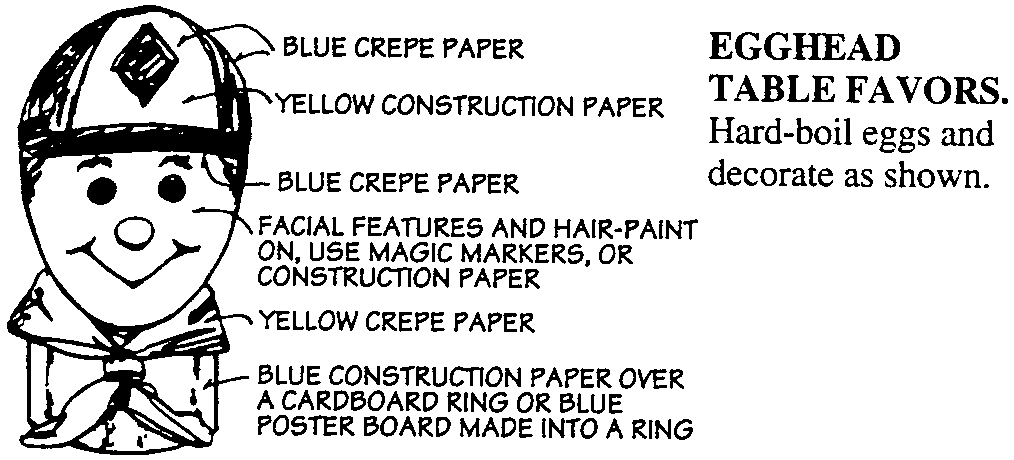 BLUE CREPE PAPER
YELLOW CONSTRUCTION PAPER
BLUE CREPE PAPER
FACIAL FEATURES AND HAIR-PAINT
ON, USE MAGIC MARKERS, OR
CONSTRUCTION PAPER
YELLOW CREPE PAPER
BLUE CONSTRUCTION PAPER OVER
A CARDBOARD RING OR BLUE
POSTER BOARD MADE INTO A RING
EGGHEAD
TABLE FAVORS.
Hard-boil eggs and
decorate as shown.